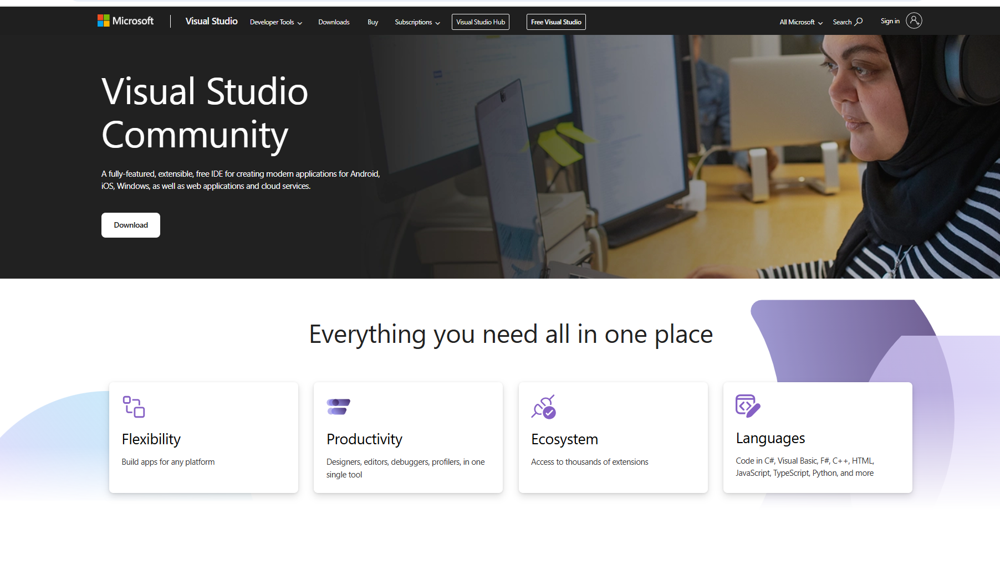 Microsoft
Visual Studio
Developer Tools
Downloads
Buy
Subscriptions
Visual Studio Hub
Free Visual Studio
All Microsoft
Search
Sign in
Visual Studio
Community
A fully-featured, extensible, free IDE for creating modern applications for Android,
iOS, Windows, as well as web applications and cloud services.
Download
Everything you need all in one place
Flexibility
Build apps for any platform
Productivity
Designers, editors, debuggers, profilers, in one
single tool
Ecosystem
Access to thousands of extensions
Languages
Code in C#, Visual Basic, F#, C++, HTML,
JavaScript, TypeScript, Python, and more